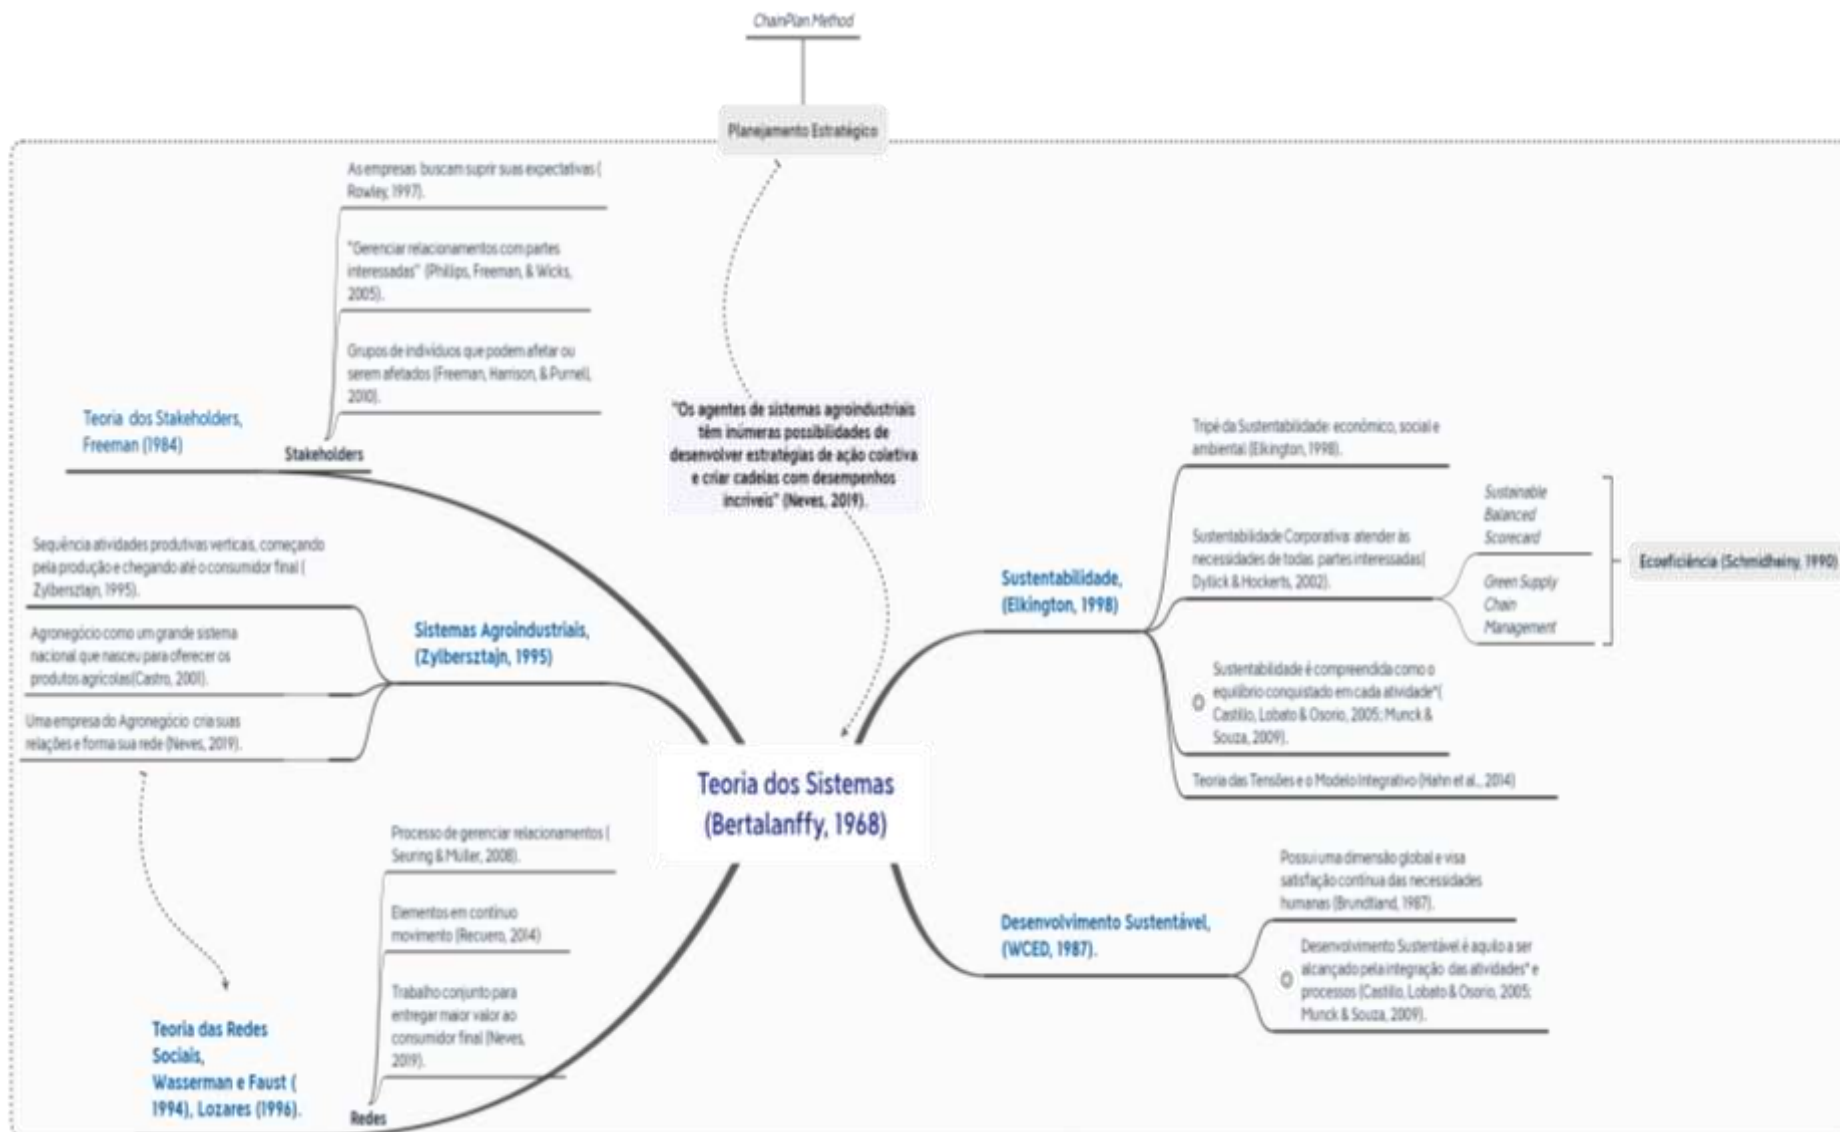 ChainPlan Method
Planejamento Estratégico
As empresas buscam suprir suas expectativas (
Rowley, 1997).
"Gerenciar relacionamentos com partes
interessadas" (Phillips, Freeman, & Wicks,
2005).
Grupos de indivíduos que podem afetar ou
serem afetados (Freeman, Harrison, & Purnell,
2010).
Teoria dos Stakeholders,
Freeman (1984)
Stakeholders
"Os agentes de sistemas agroindustriais
têm inúmeras possibilidades de
desenvolver estratégias de ação coletiva
e criar cadeias com desempenhos
incríveis" (Neves, 2019).
Sequência atividades produtivas verticais, começando
pela produção e chegando até o consumidor final (
Zylbersztajn, 1995).
Agronegócio como um grande sistema
nacional que nasceu para oferecer os
produtos agrícolas(Castro, 2001).
Uma empresa do Agronegócio cria suas
relações e forma sua rede (Neves, 2019).
Sistemas Agroindustriais,
(Zylbersztajn, 1995)
Teoria dos Sistemas
(Bertalanffy, 1968)
Processo de gerenciar relacionamentos (
Seuring & Müller, 2008).
Elementos em contínuo
movimento (Recuero, 2014)
Trabalho conjunto para
entregar maior valor ao
consumidor final (Neves,
2019).
Teoria das Redes
Sociais,
Wasserman e Faust (
1994), Lozares (1996).
Redes
Sustentabilidade,
(Elkington, 1998)
Tripé da Sustentabilidade: econômico, social e
ambiental (Elkington, 1998).
Sustentabilidade Corporativa: atender às
necessidades de todas partes interessadas(
Dyllick & Hockerts, 2002).
Sustainable
Balanced
Scorecard
Green Supply
Chain
Management
Ecoeficiência (Schmidheiny, 1990)
Sustentabilidade é compreendida como o
equilíbrio conquistado em cada atividade*(
Castillo, Lobato & Osorio, 2005; Munck &
Souza, 2009).
Teoria das Tensões e o Modelo Integrativo (Hahn et al., 2014)
Desenvolvimento Sustentável,
(WCED, 1987).
Possui uma dimensão global e visa
satisfação contínua das necessidades
humanas (Brundtland, 1987).
Desenvolvimento Sustentável é aquilo a ser
alcançado pela integração das atividades* e
processos (Castillo, Lobato & Osorio, 2005;
Munck & Souza, 2009).